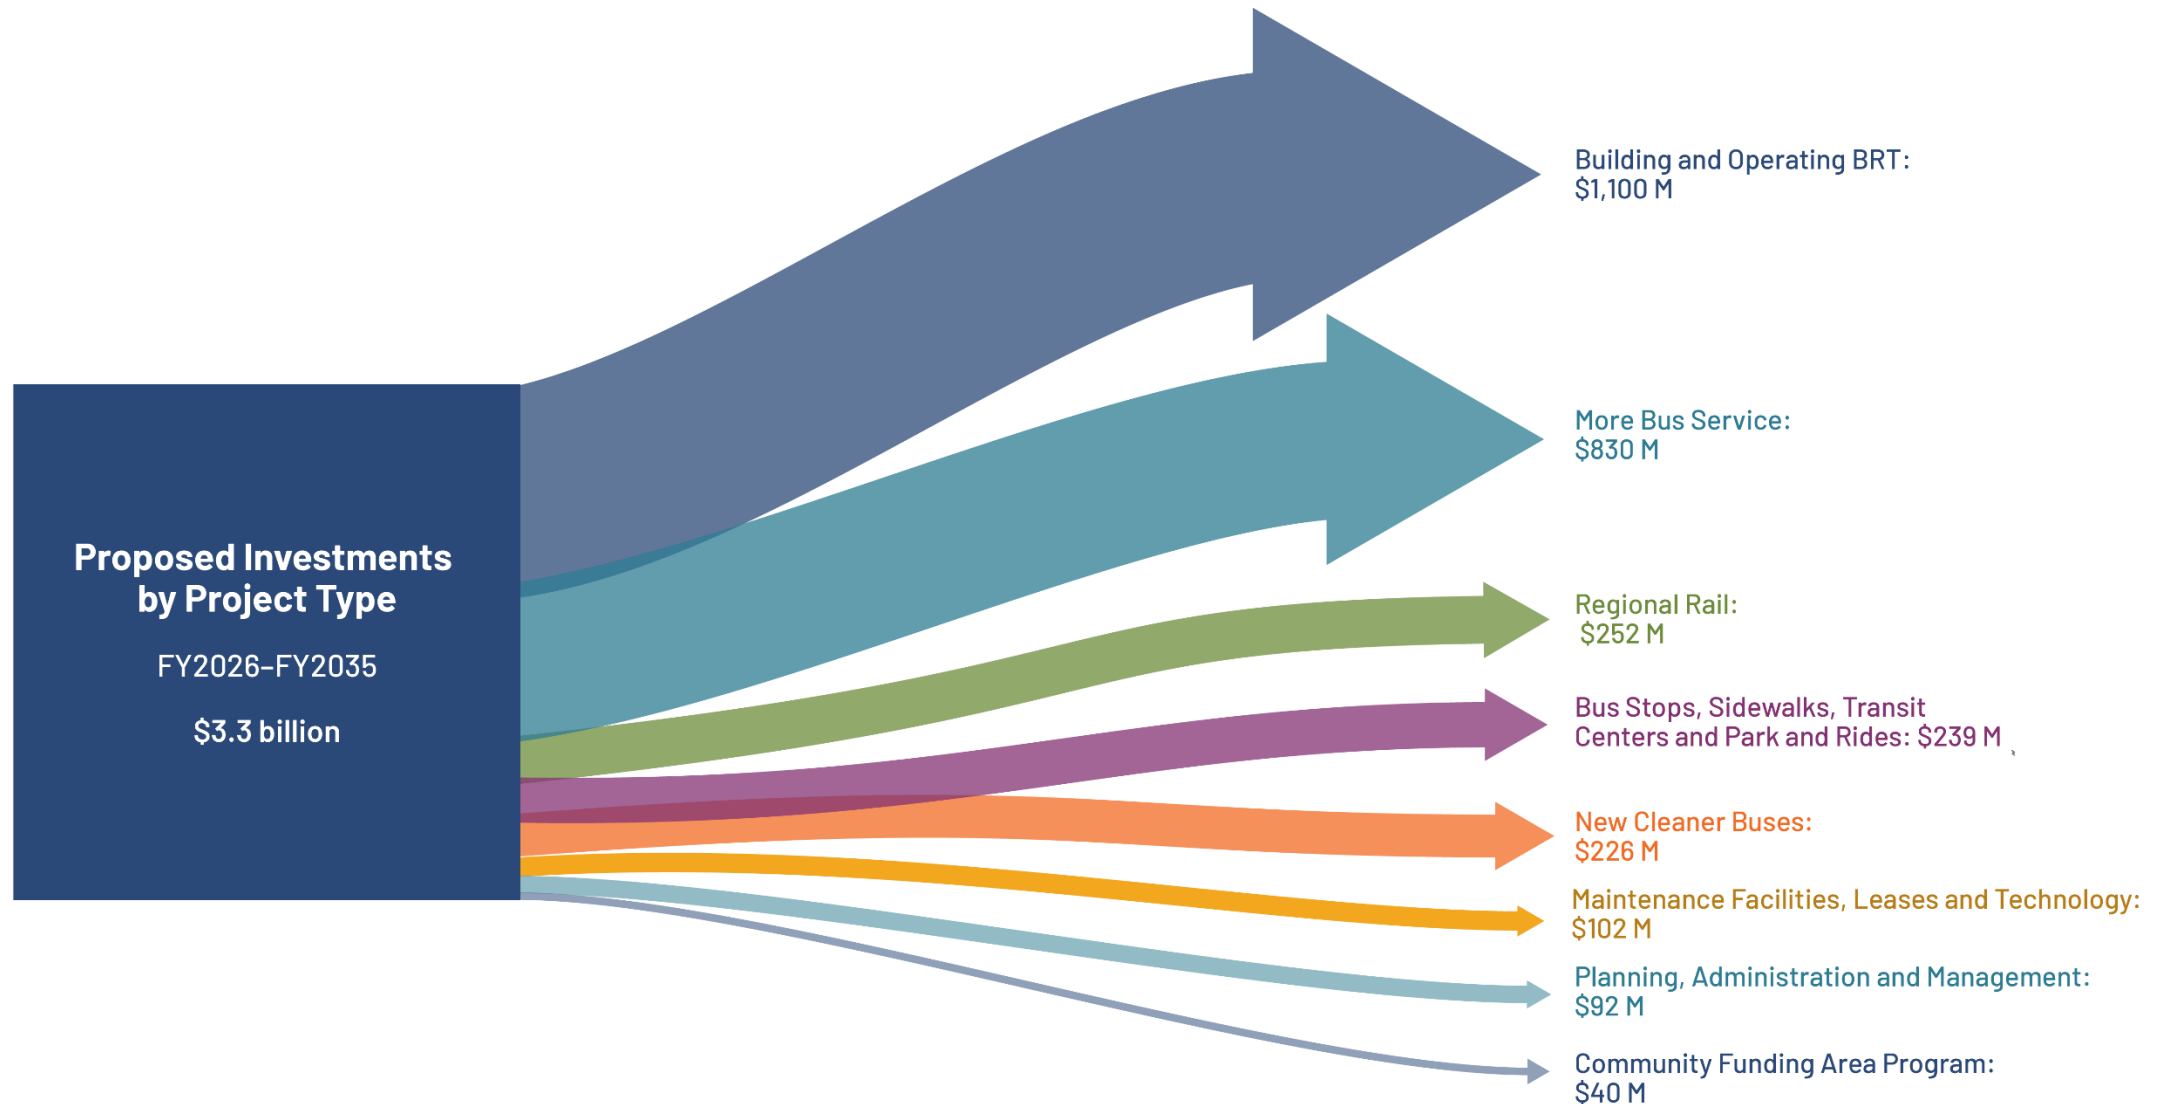 Proposed Investments
by Project Type
FY2026–FY2035
$3.3 billion
Building and Operating BRT:
$1,100 M
More Bus Service:
$830 M
Regional Rail:
$252 M
Bus Stops, Sidewalks, Transit
Centers and Park and Rides: $239 M
New Cleaner Buses:
$226 M
Maintenance Facilities, Leases and Technology:
$102 M
Planning, Administration and Management:
$92 M
Community Funding Area Program:
$40 M